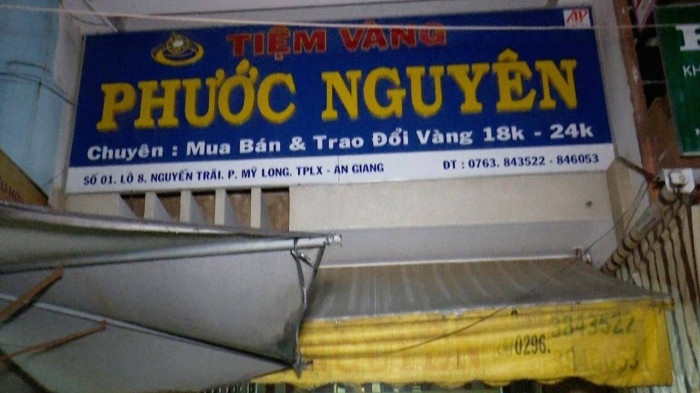 TIỆM VÀNG
PHƯỚC NGUYÊN
Chuyên : Mua Bán & Trao Đổi Vàng 18k - 24k
SỐ 01. LÔ 8. NGUYỄN TRÃI. P. MỸ LONG. TPLX - AN GIANG ĐT : 0763. 843522 - 846053
0296. 3843522